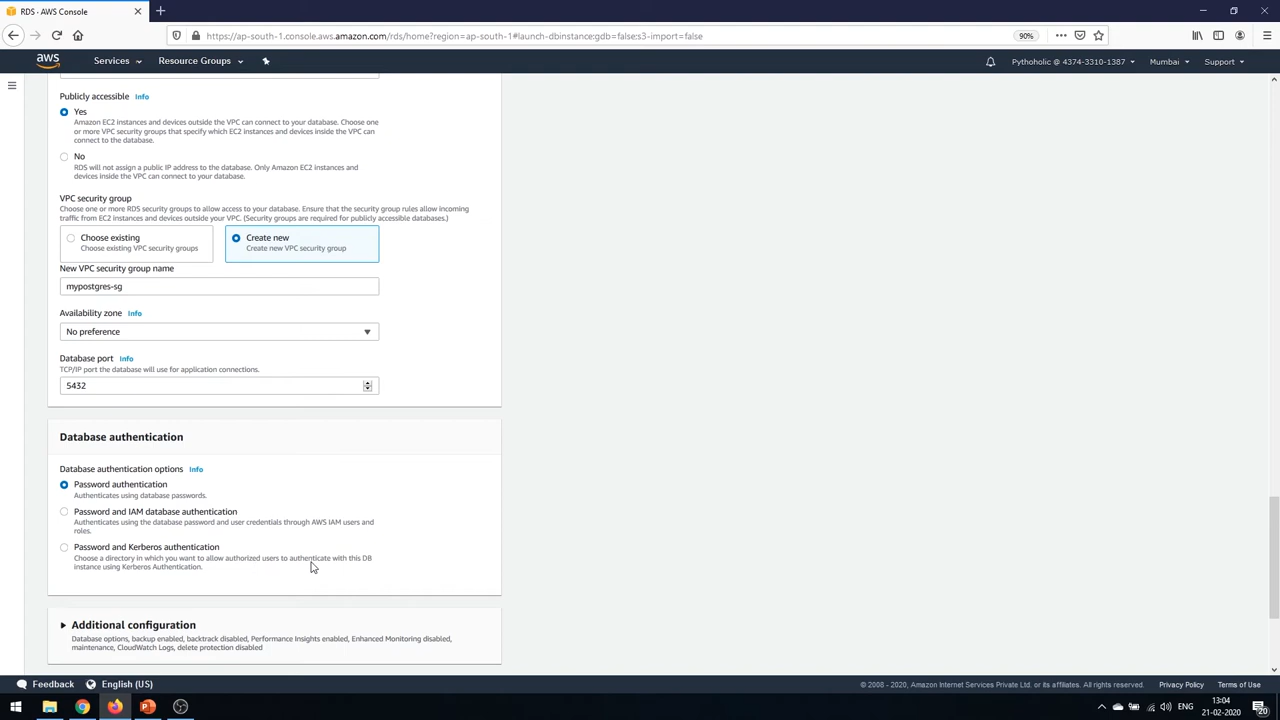 RDS - AWS Console
https://ap-south-1.console.aws.amazon.com/rds/home?region=ap-south-1#launch-dbinstance:gdb=false:s3-import=false
90%
aws
Services
Resource Groups
Pythoholic @ 4374-3310-1387
Mumbai
Support
Publicly accessible Info
Yes
Amazon EC2 instances and devices outside the VPC can connect to your database. Choose one
or more VPC security groups that specify which EC2 instances and devices inside the VPC can
connect to the database.
No
RDS will not assign a public IP address to the database. Only Amazon EC2 instances and
devices inside the VPC can connect to your database.
VPC security group
Choose one or more RDS security groups to allow access to your database. Ensure that the security group rules allow incoming
traffic from EC2 instances and devices outside your VPC. (Security groups are required for publicly accessible databases.)
Choose existing
Choose existing VPC security groups
Create new
Create new VPC security group
New VPC security group name
mypostgres-sg
Availability zone Info
No preference
Database port Info
TCP/IP port the database will use for application connections.
5432
Database authentication
Database authentication options Info
Password authentication
Authenticates using database passwords.
Password and IAM database authentication
Authenticates using the database password and user credentials through AWS IAM users and
roles.
Password and Kerberos authentication
Choose a directory in which you want to allow authorized users to authenticate with this DB
instance using Kerberos Authentication.
Additional configuration
Database options, backup enabled, backtrack disabled, Performance Insights enabled, Enhanced Monitoring disabled,
maintenance, CloudWatch Logs, delete protection disabled
Feedback
English (US)
© 2008 - 2020, Amazon Internet Services Private Ltd. or its affiliates. All rights reserved.
Privacy Policy
Terms of Use
ENG
13:04
21-02-2020
20